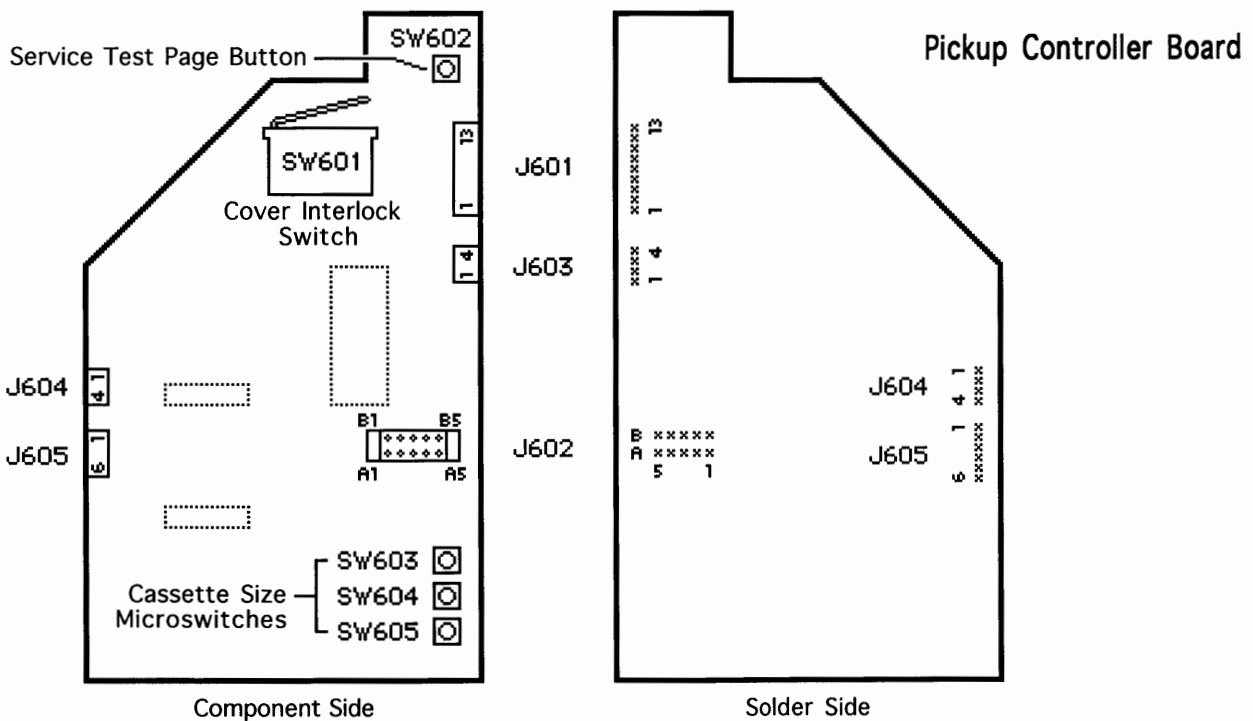 Pickup Controller Board
SW602
Service Test Page Button
SW601
Cover Interlock
Switch
13
1
J601
13
1
4
1
J603
4
1
J604
1
4
J604
1
4
B1 B5
A1 A5
J602
B
A
5 1
J605
1
6
J605
1
6
SW603
Cassette Size
Microswitches
SW604
SW605
Component Side
Solder Side